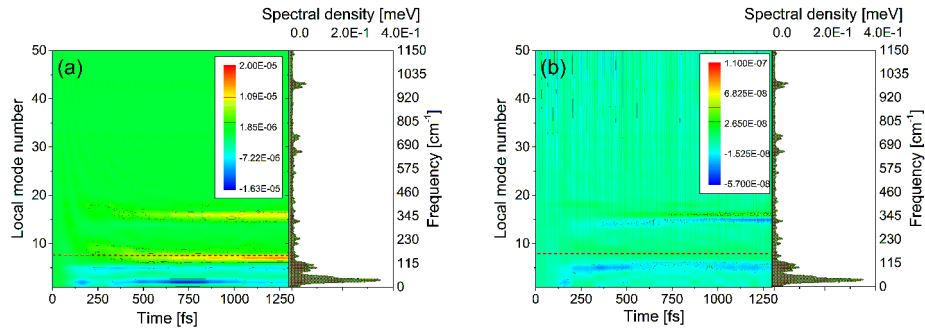 Spectral density [meV]
0.0 2.0E-1 4.0E-1
(a)
2.00E-05
1.09E-05
1.85E-06
-7.22E-06
-1.63E-05
50
40
30
20
10
Local mode number
0 250 500 750 1000 1250
Time [fs]
1150
1035
920
805
690
575
460
345
230
115
0
Frequency [cm-1]
Spectral density [meV]
0.0 2.0E-1 4.0E-1
(b)
1.100E-07
6.825E-08
2.650E-08
-1.525E-08
-5.700E-08
50
40
30
20
10
Local mode number
0 250 500 750 1000 1250
Time [fs]
1150
1035
920
805
690
575
460
345
230
115
0
Frequency [cm-1]